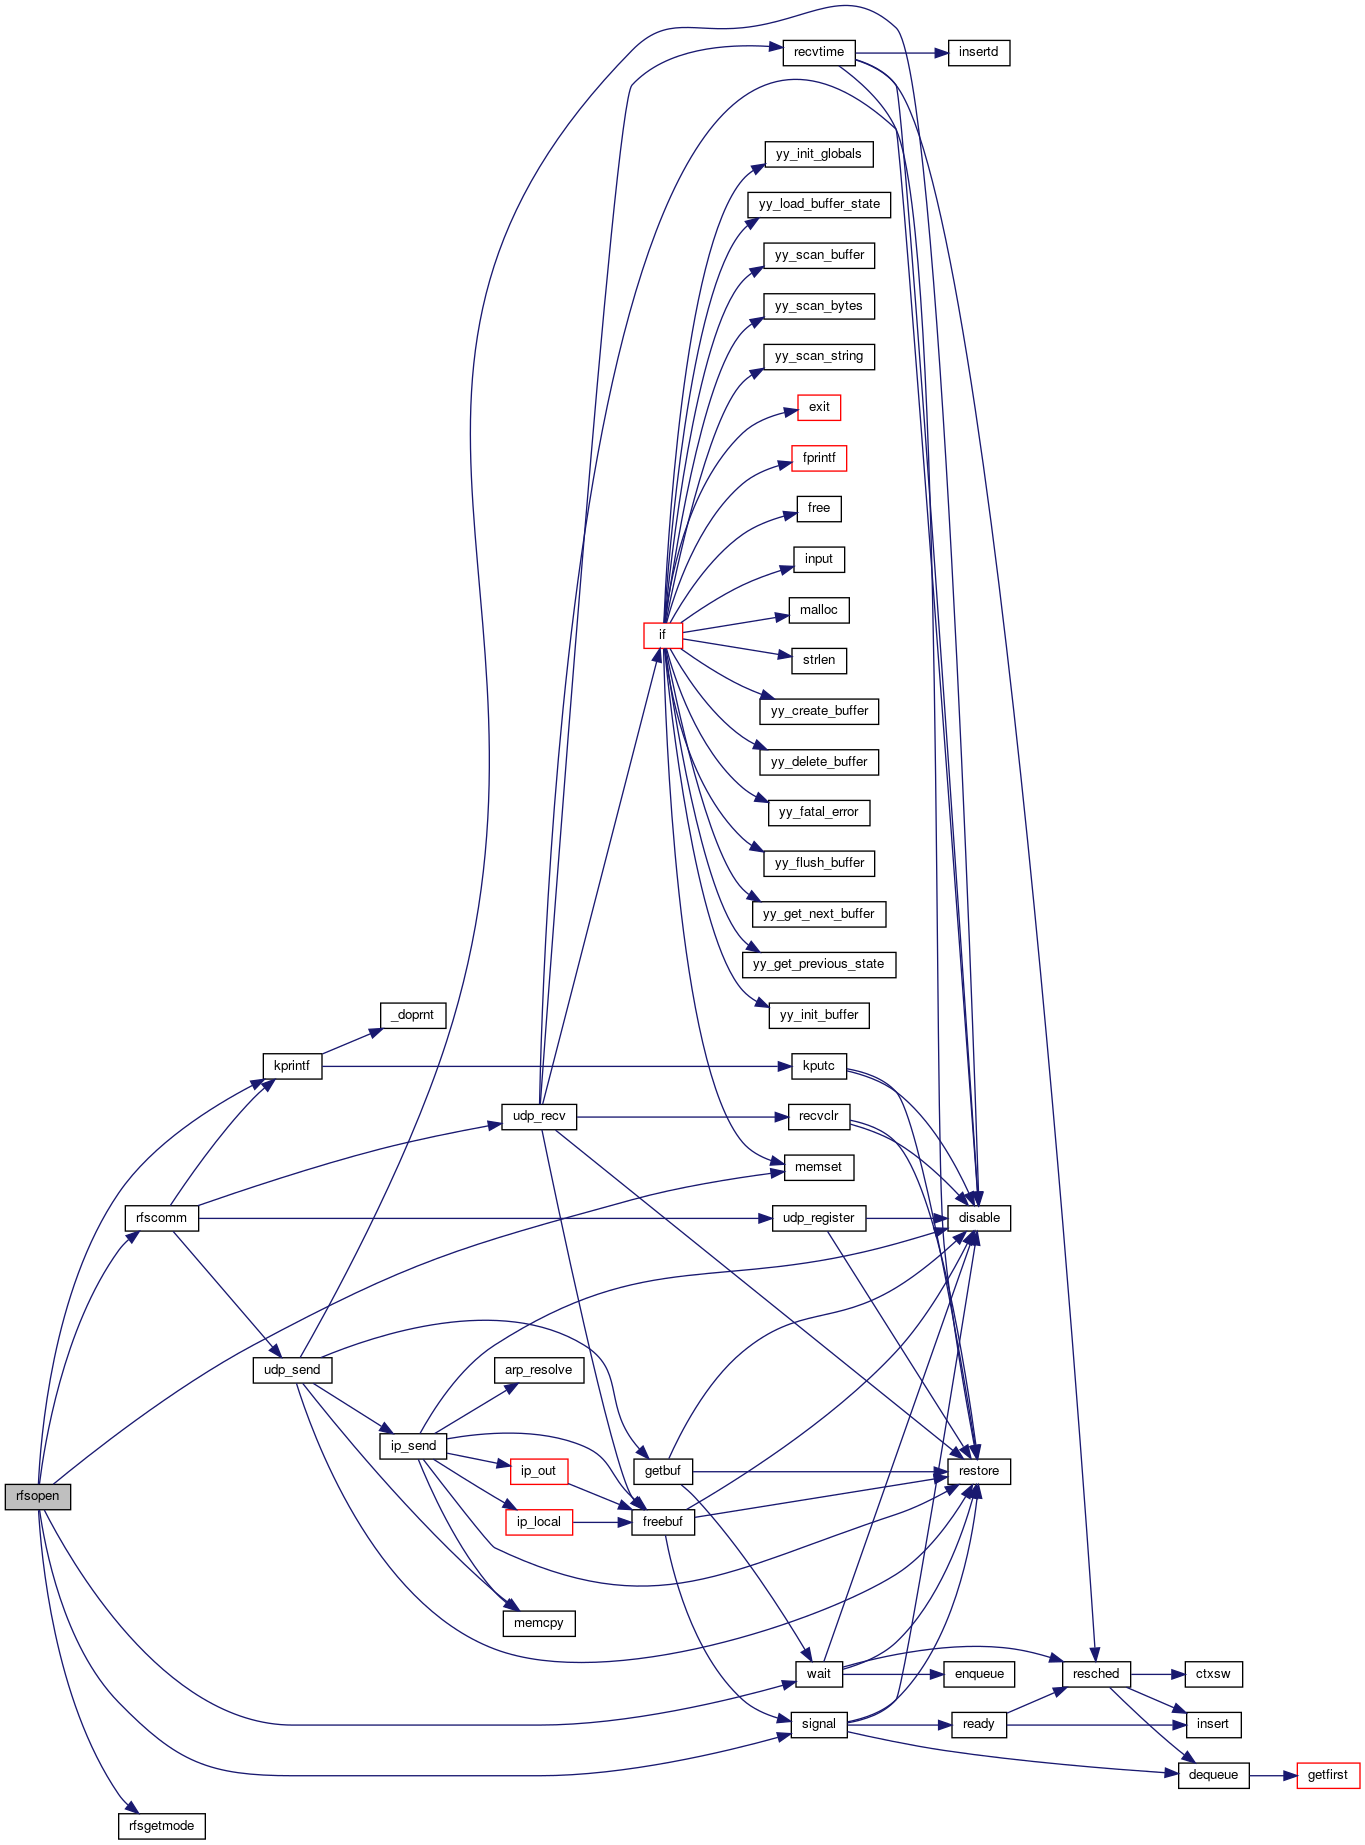 recvtime
insertd
yy_init_globals
yy_load_buffer_state
yy_scan_buffer
yy_scan_bytes
yy_scan_string
exit
fprintf
free
input
malloc
if
strlen
yy_create_buffer
yy_delete_buffer
yy_fatal_error
yy_flush_buffer
yy_get_next_buffer
yy_get_previous_state
_doprnt
yy_init_buffer
kprintf
kputc
udp_recv
recvclr
memset
rfscomm
udp_register
disable
udp_send
arp_resolve
ip_send
rfsopen
ip_out
getbuf
restore
ip_local
freebuf
memcpy
wait
enqueue
resched
ctxsw
signal
ready
insert
dequeue
getfirst
rfsgetmode